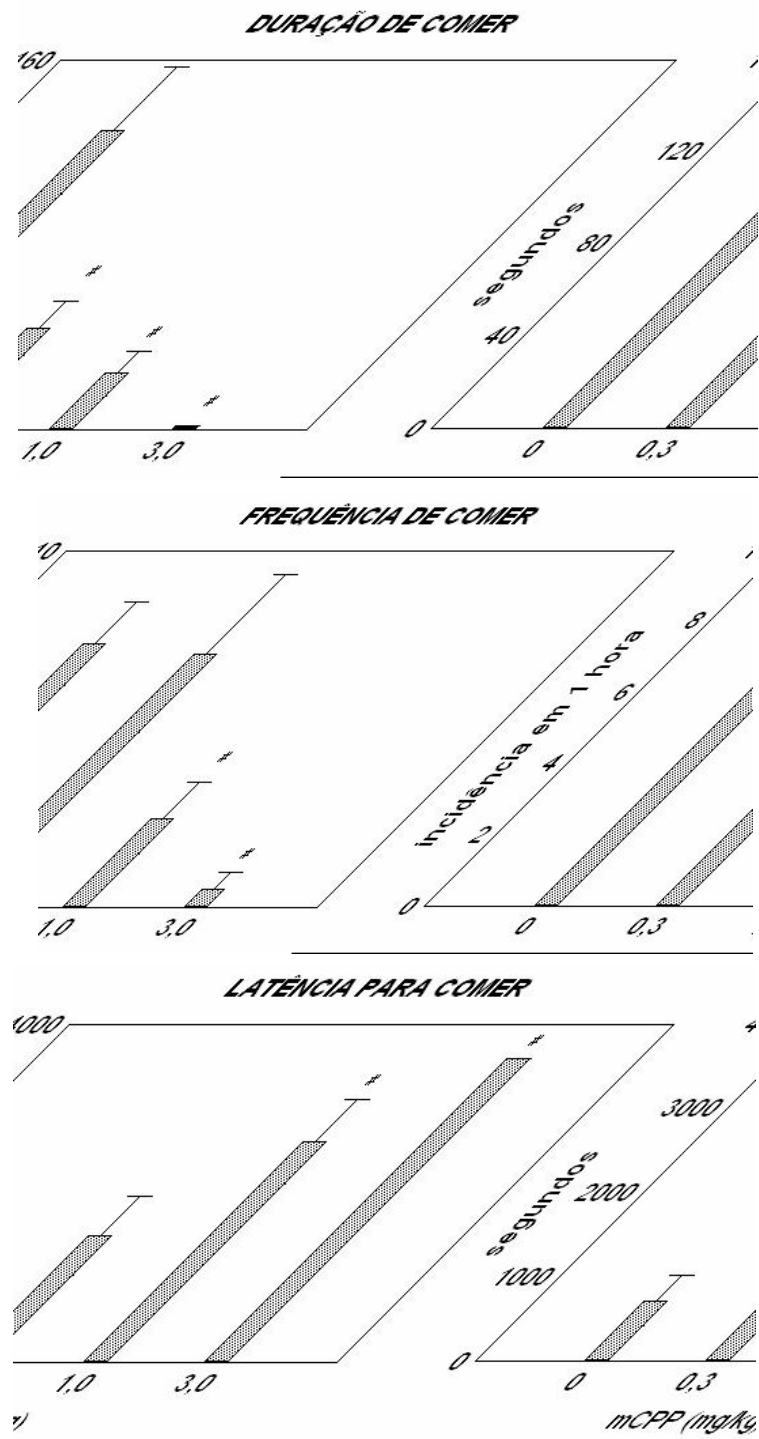 DURAÇÃO DE COMER
160
120
segundos
80
40
0
1,0 3,0 0 0,3
FREQUÊNCIA DE COMER
10
8
incidência em 1 hora
6
4
2
0
1,0 3,0 0 0,3
LATÊNCIA PARA COMER
4000
3000
segundos
2000
1000
0
1,0 3,0 0 0,3
mCPP (mg/kg)